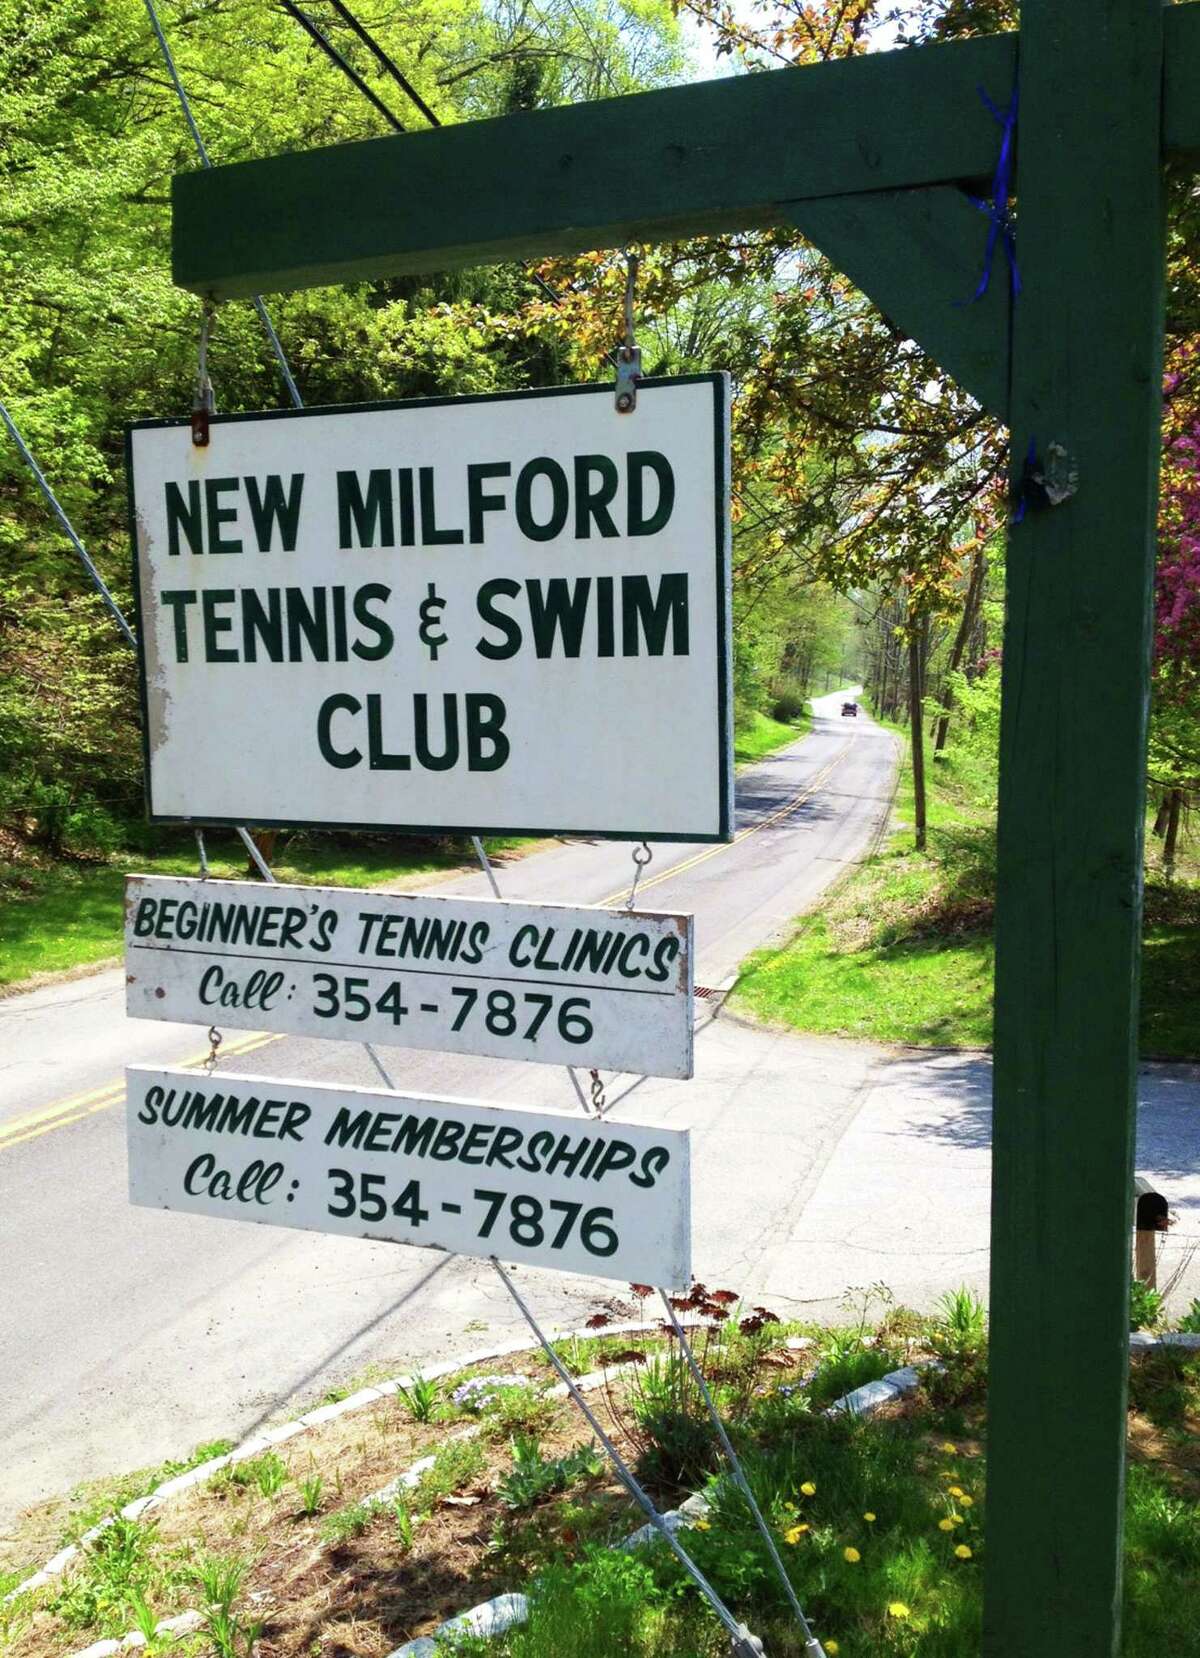 NEW MILFORD
TENNIS & SWIM
CLUB
BEGINNER'S TENNIS CLINICS
Call: 354-7876
SUMMER MEMBERSHIPS
Call: 354-7876